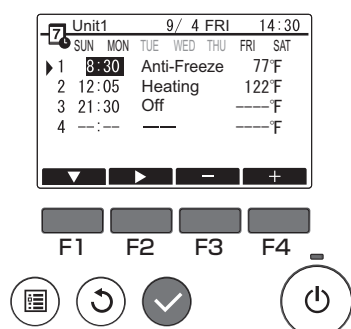 7 Unit1 9/ 4 FRI 14:30
SUN MON TUE WED THU FRI SAT
1 8:30 Anti-Freeze 77°F
2 12:05 Heating 122°F
3 21:30 Off ----°F
4 --:-- —— ----°F
▼ ▶ − +
F1 F2 F3 F4